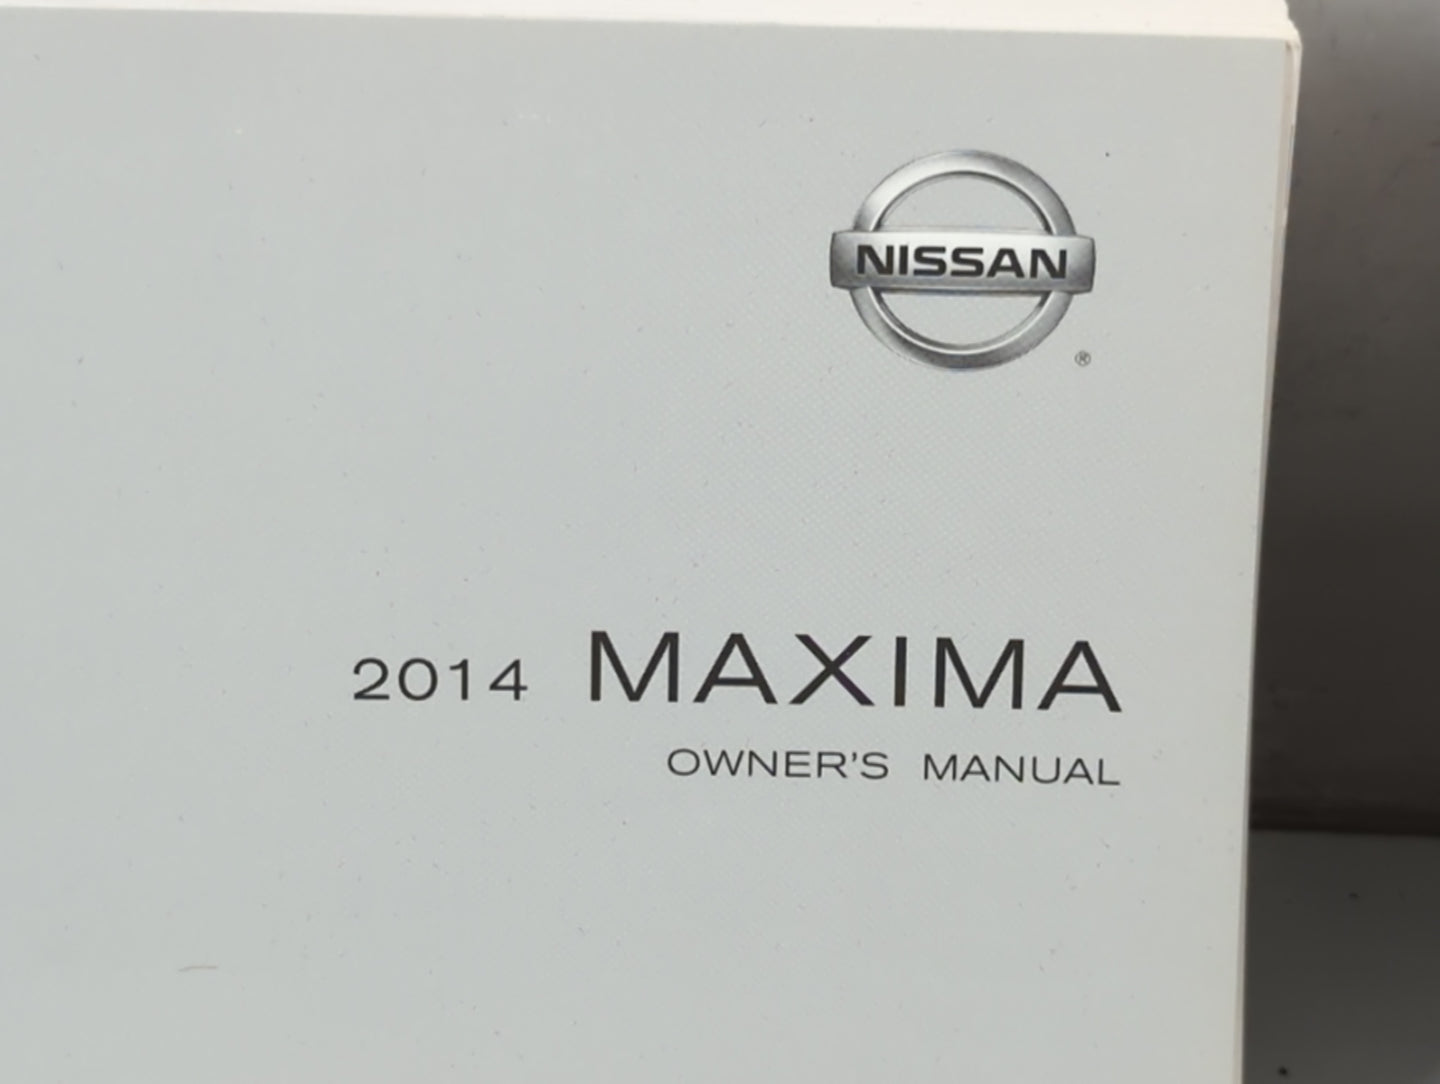 NISSAN
®
2014 MAXIMA
OWNER'S MANUAL